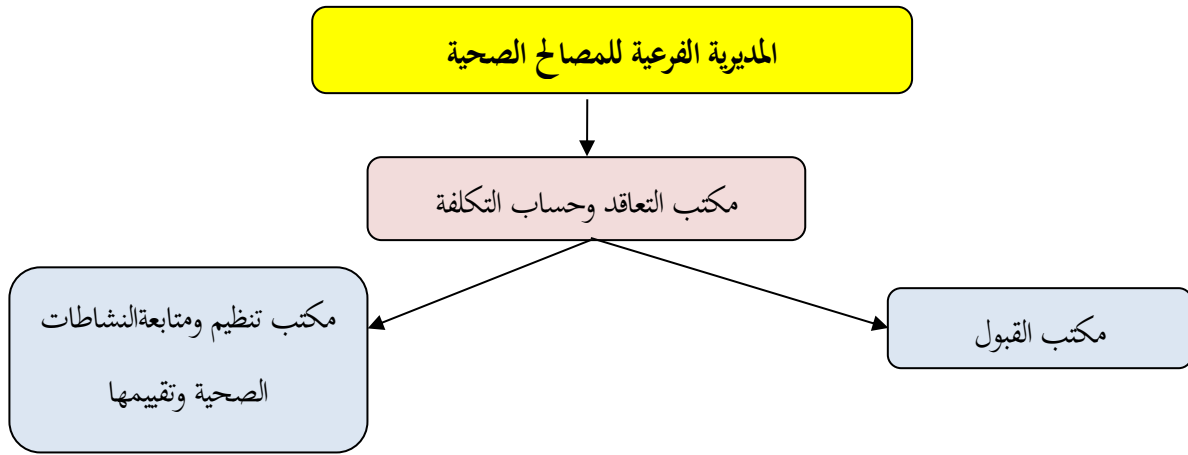 المديرية الفرعية للمصالح الصحية
مكتب التعاقد وحساب التكلفة
مكتب القبول
مكتب تنظيم ومتابعةالنشاطات
الصحية وتقييمها